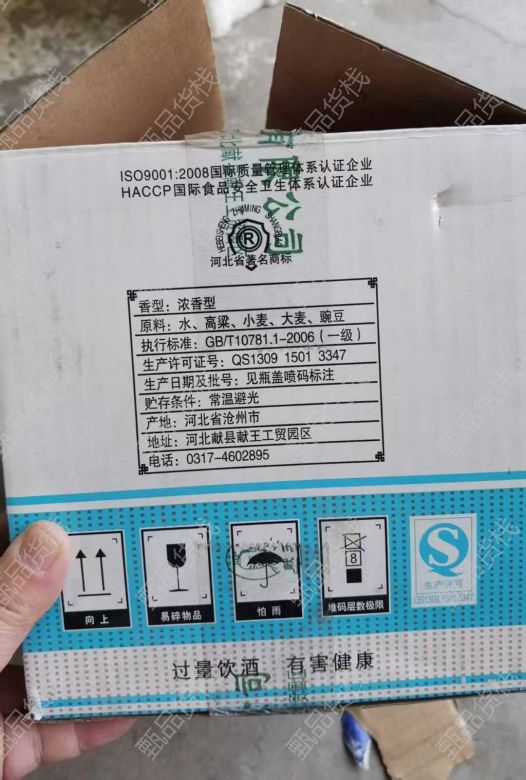 ISO9001:2008国际质量管理体系认证企业
HACCP国际食品安全卫生体系认证企业
有限公司
HEBEISHENG ZHUMING SHANGBIAO
R
河北省著名商标
香型：浓香型
原料：水、高粱、小麦、大麦、豌豆
执行标准：GB/T10781.1-2006（一级）
生产许可证号：QS1309 1501 3347
生产日期及批号：见瓶盖喷码标注
贮存条件：常温避光
产地：河北省沧州市
地址：河北献县献王工贸园区
电话：0317-4602895
向上
易碎物品
怕雨
8
堆码层数极限
S
生产许可
QS1309 1501 3347
过量饮酒 有害健康
甄品货栈